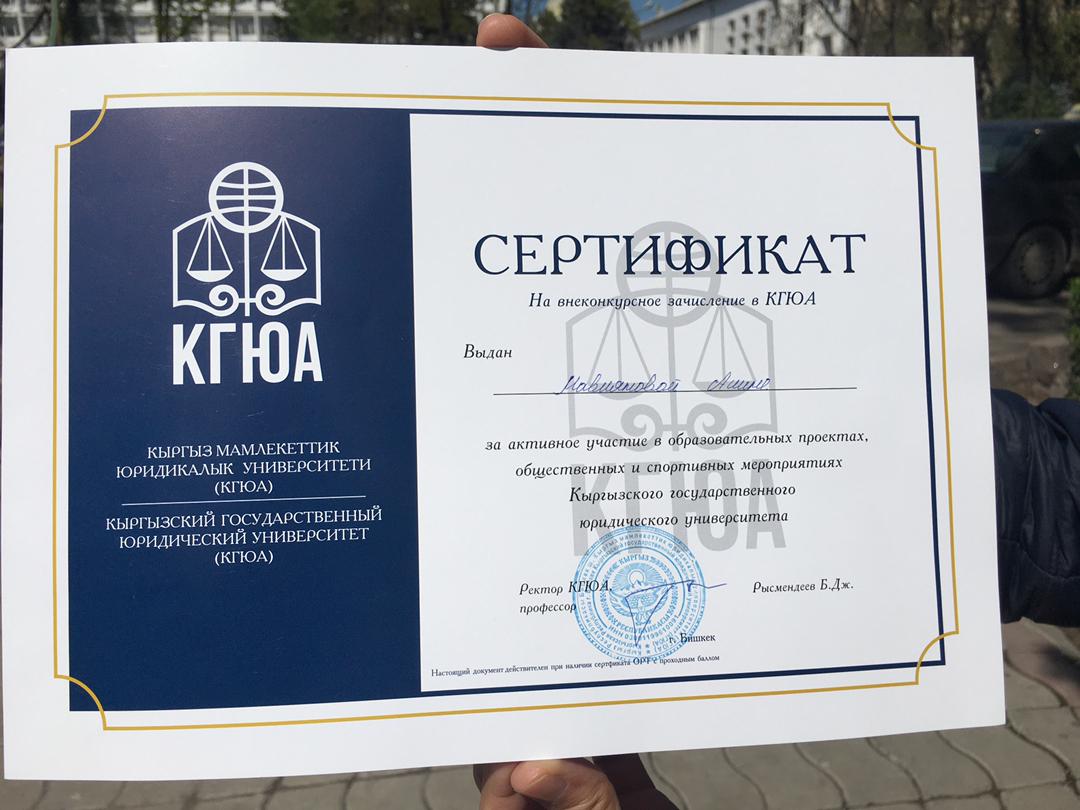 КГЮА
КЫРГЫЗ МАМЛЕКЕТТИК
ЮРИДИКАЛЫК УНИВЕРСИТЕТИ
(КГЮА)
КЫРГЫЗСКИЙ ГОСУДАРСТВЕННЫЙ
ЮРИДИЧЕСКИЙ УНИВЕРСИТЕТ
(КГЮА)
СЕРТИФИКАТ
На внеконкурсное зачисление в КГЮА
Выдан
за активное участие в образовательных проектах,
общественных и спортивных мероприятиях
Кыргызского государственного
юридического университета
КГЮА
Ректор КГЮА,
профессор
Рысмендеев Б.Дж.
г. Бишкек
Настоящий документ действителен при наличии сертификата ОРТ с проходным баллом